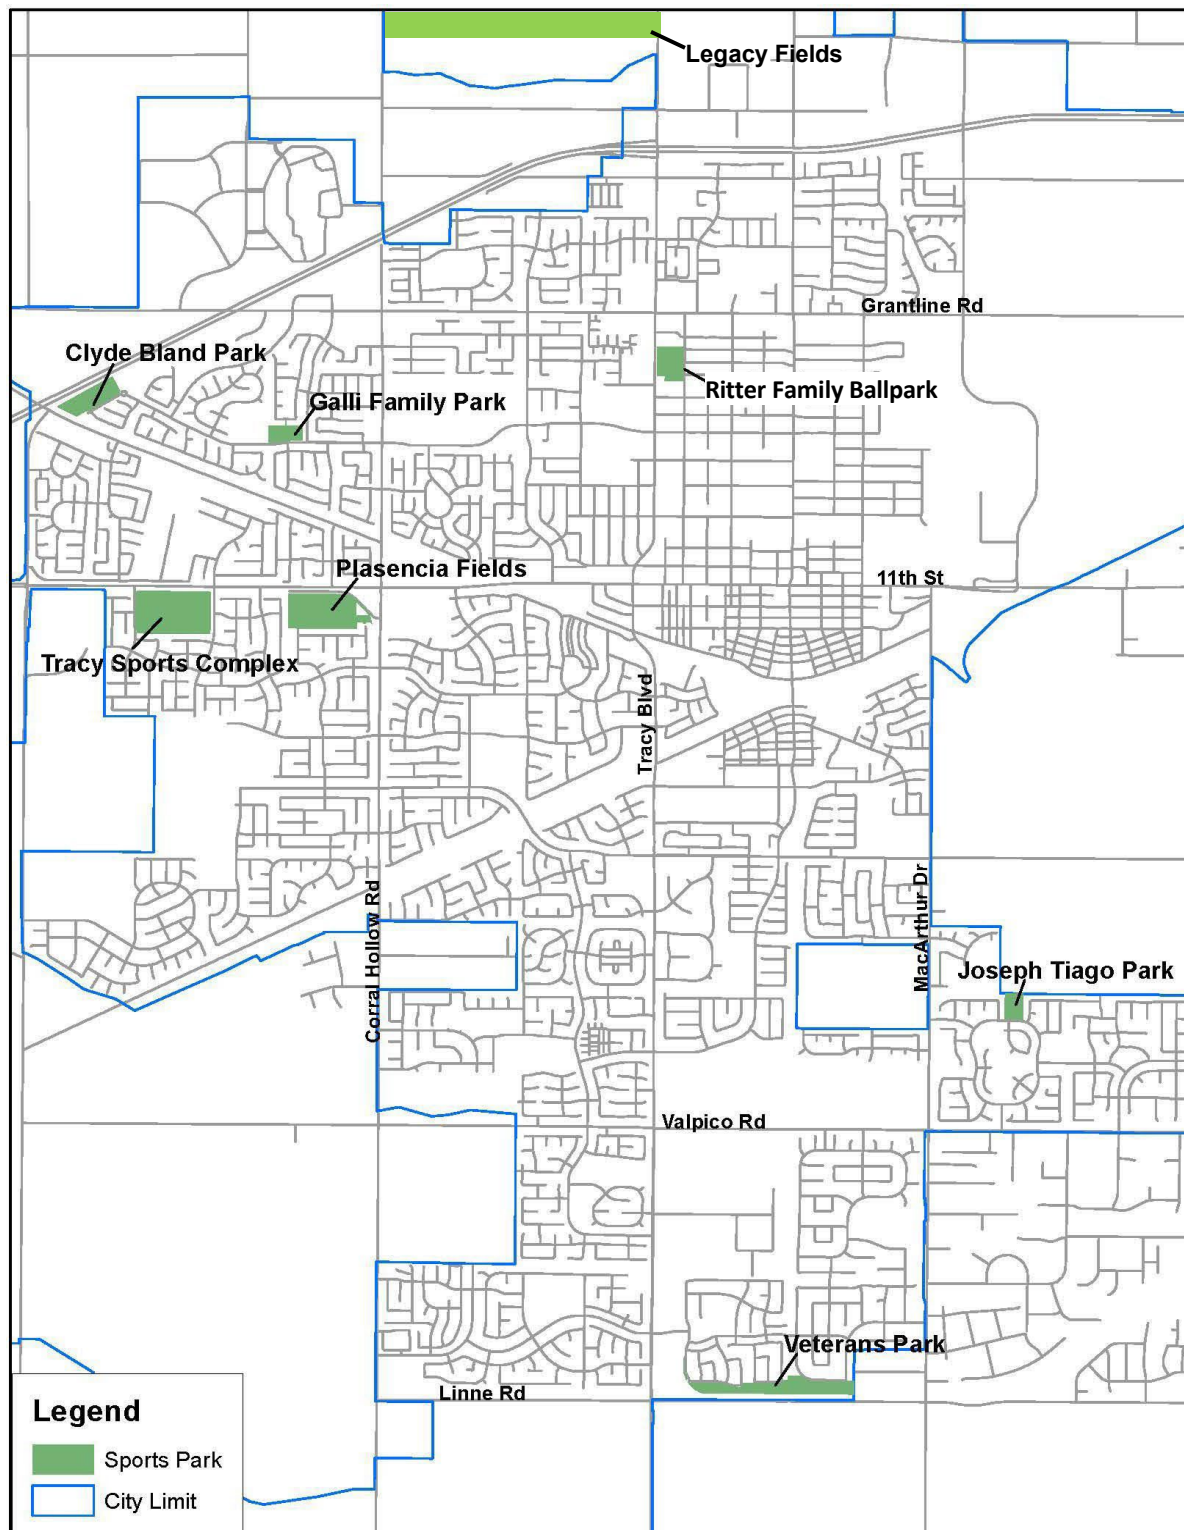 Legacy Fields
Grantline Rd
Clyde Bland Park
Ritter Family Ballpark
Galli Family Park
Plasencia Fields
11th St
Tracy Sports Complex
Tracy Blvd
Corral Hollow Rd
MacArthur Dr
Joseph Tiago Park
Valpico Rd
Veterans Park
Linne Rd
Legend
Sports Park
City Limit